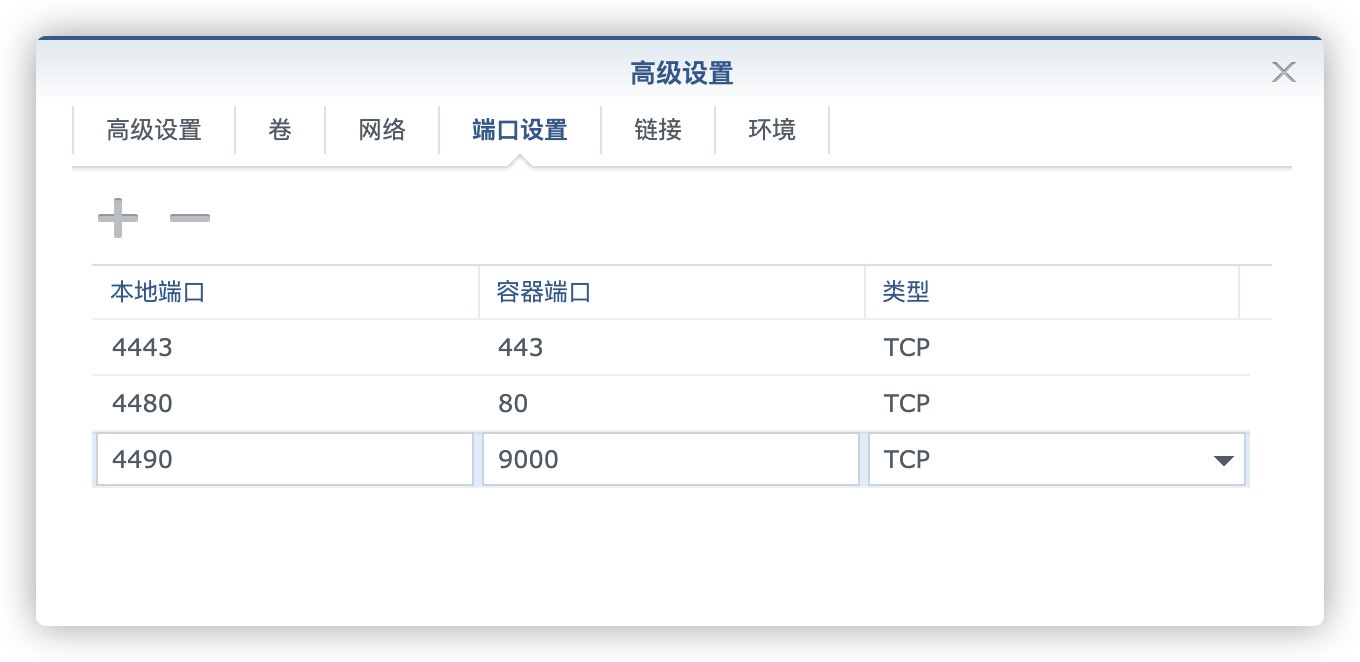 高级设置
高级设置 卷 网络 端口设置 链接 环境
本地端口 容器端口 类型
4443 443 TCP
4480 80 TCP
4490 9000 TCP